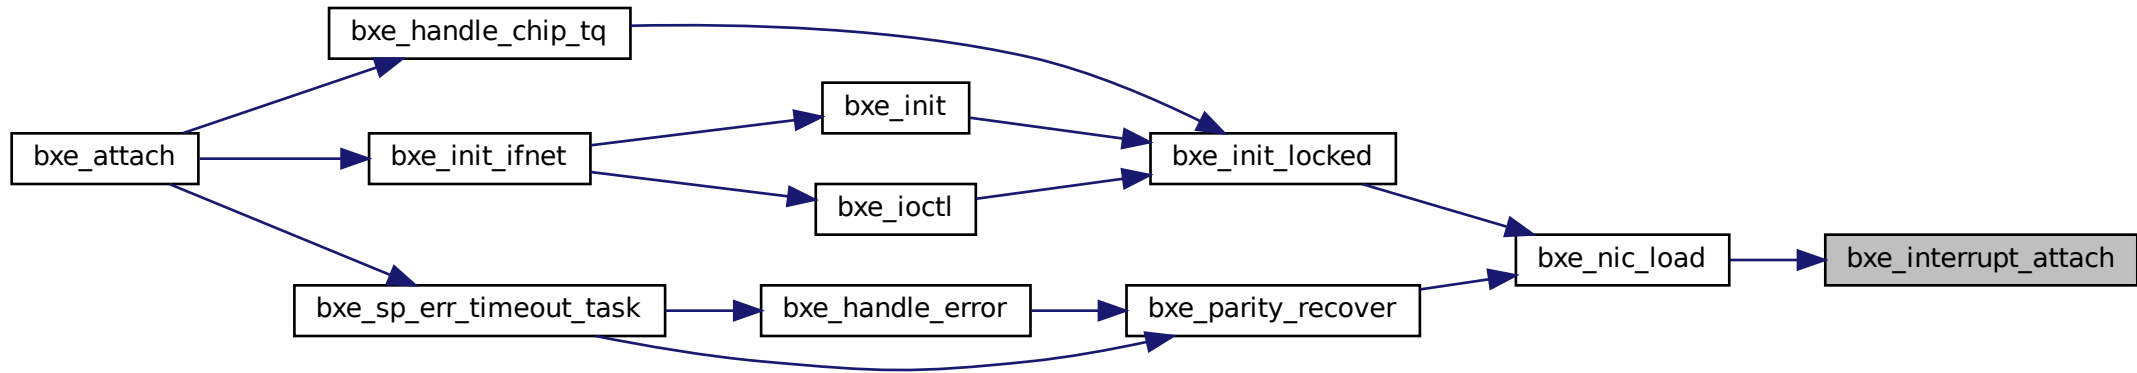 bxe_handle_chip_tq
bxe_init
bxe_attach
bxe_init_ifnet
bxe_init_locked
bxe_ioctl
bxe_nic_load
bxe_interrupt_attach
bxe_sp_err_timeout_task
bxe_handle_error
bxe_parity_recover